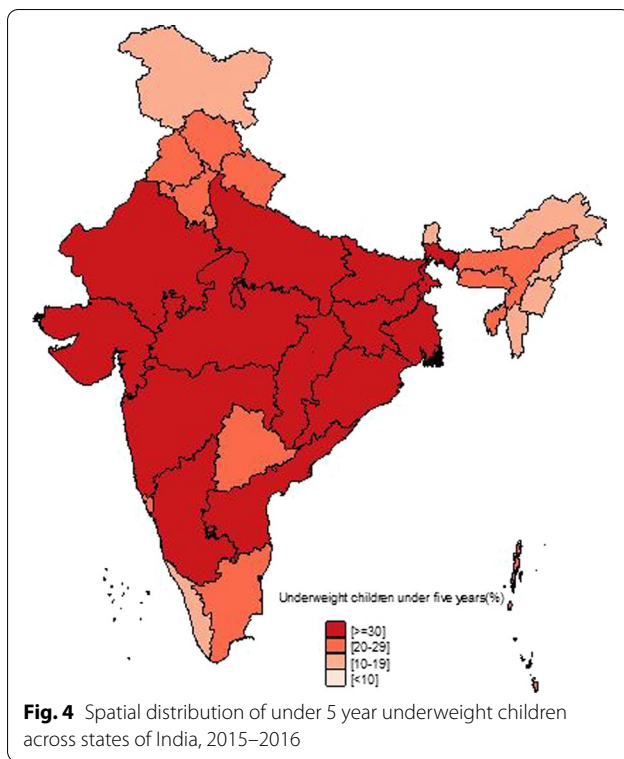 Underweight children under five years(%)
[>=30]
[20-29]
[10-19]
[<10]
Fig. 4 Spatial distribution of under 5 year underweight children
across states of India, 2015–2016